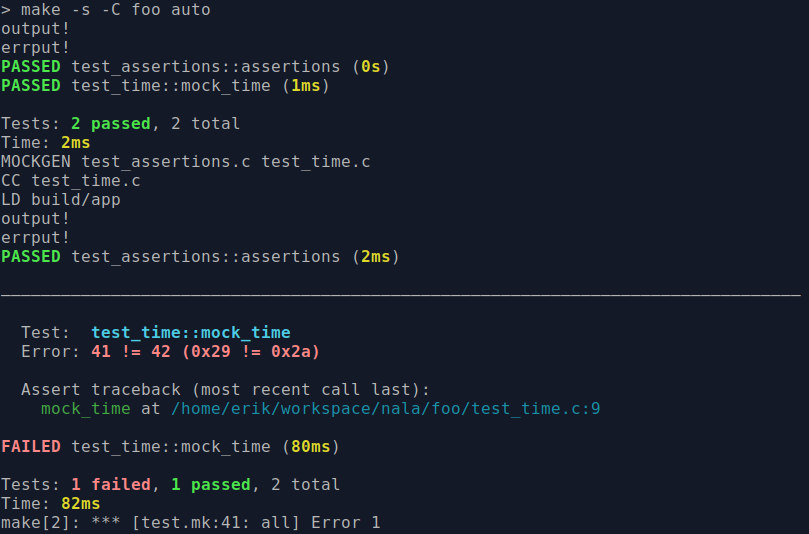 > make -s -C foo auto
output!
errput!
PASSED test_assertions::assertions (0s)
PASSED test_time::mock_time (1ms)
Tests: 2 passed, 2 total
Time: 2ms
MOCKGEN test_assertions.c test_time.c
CC test_time.c
LD build/app
output!
errput!
PASSED test_assertions::assertions (2ms)
Test:  test_time::mock_time
Error: 41 != 42 (0x29 != 0x2a)
Assert traceback (most recent call last):
mock_time at /home/erik/workspace/nala/foo/test_time.c:9
FAILED test_time::mock_time (80ms)
Tests: 1 failed, 1 passed, 2 total
Time: 82ms
make[2]: *** [test.mk:41: all] Error 1